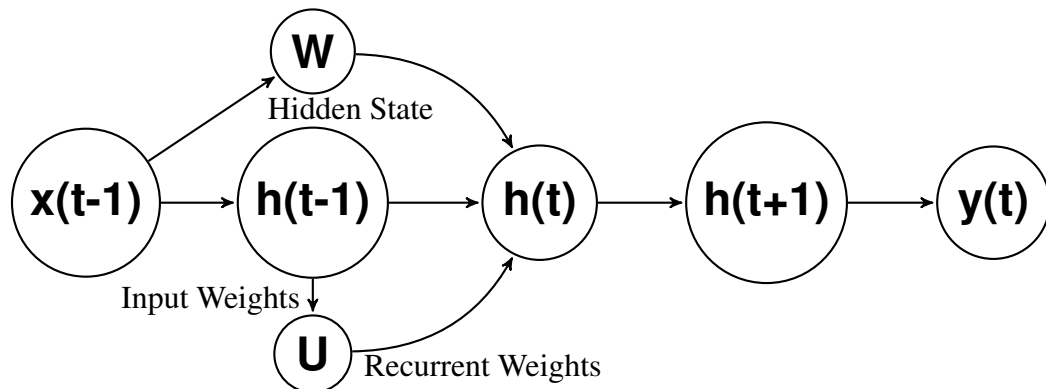 W
Hidden State
x(t-1) h(t-1) h(t) h(t+1) y(t)
Input Weights
U
Recurrent Weights